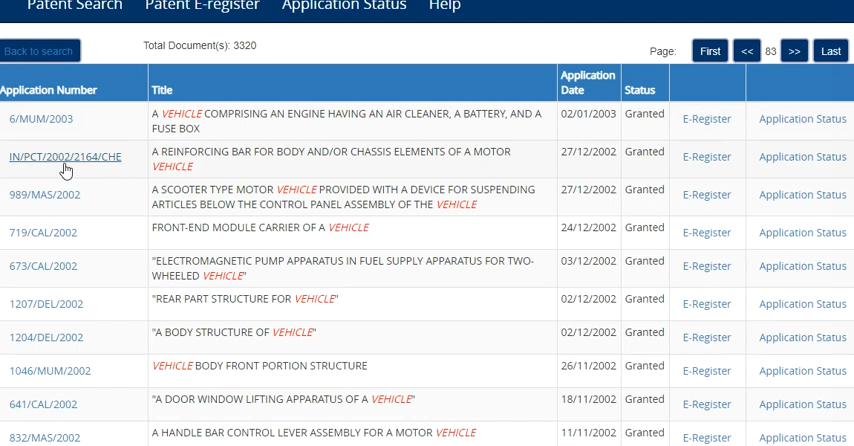 Patent Search Patent E-register Application Status Help
Back to search Total Document(s): 3320 Page: First << 83 >> Last
Application Number Title Application Date Status
6/MUM/2003 A VEHICLE COMPRISING AN ENGINE HAVING AN AIR CLEANER, A BATTERY, AND A 02/01/2003 Granted E-Register Application Status
FUSE BOX
IN/PCT/2002/2164/CHE A REINFORCING BAR FOR BODY AND/OR CHASSIS ELEMENTS OF A MOTOR 27/12/2002 Granted E-Register Application Status
VEHICLE
989/MAS/2002 A SCOOTER TYPE MOTOR VEHICLE PROVIDED WITH A DEVICE FOR SUSPENDING 27/12/2002 Granted E-Register Application Status
ARTICLES BELOW THE CONTROL PANEL ASSEMBLY OF THE VEHICLE
719/CAL/2002 FRONT-END MODULE CARRIER OF A VEHICLE 24/12/2002 Granted E-Register Application Status
673/CAL/2002 "ELECTROMAGNETIC PUMP APPARATUS IN FUEL SUPPLY APPARATUS FOR TWO- 03/12/2002 Granted E-Register Application Status
WHEELED VEHICLE"
1207/DEL/2002 "REAR PART STRUCTURE FOR VEHICLE" 02/12/2002 Granted E-Register Application Status
1204/DEL/2002 "A BODY STRUCTURE OF VEHICLE" 02/12/2002 Granted E-Register Application Status
1046/MUM/2002 VEHICLE BODY FRONT PORTION STRUCTURE 26/11/2002 Granted E-Register Application Status
641/CAL/2002 "A DOOR WINDOW LIFTING APPARATUS OF A VEHICLE" 18/11/2002 Granted E-Register Application Status
832/MAS/2002 A HANDLE BAR CONTROL LEVER ASSEMBLY FOR A MOTOR VEHICLE 11/11/2002 Granted E-Register Application Status